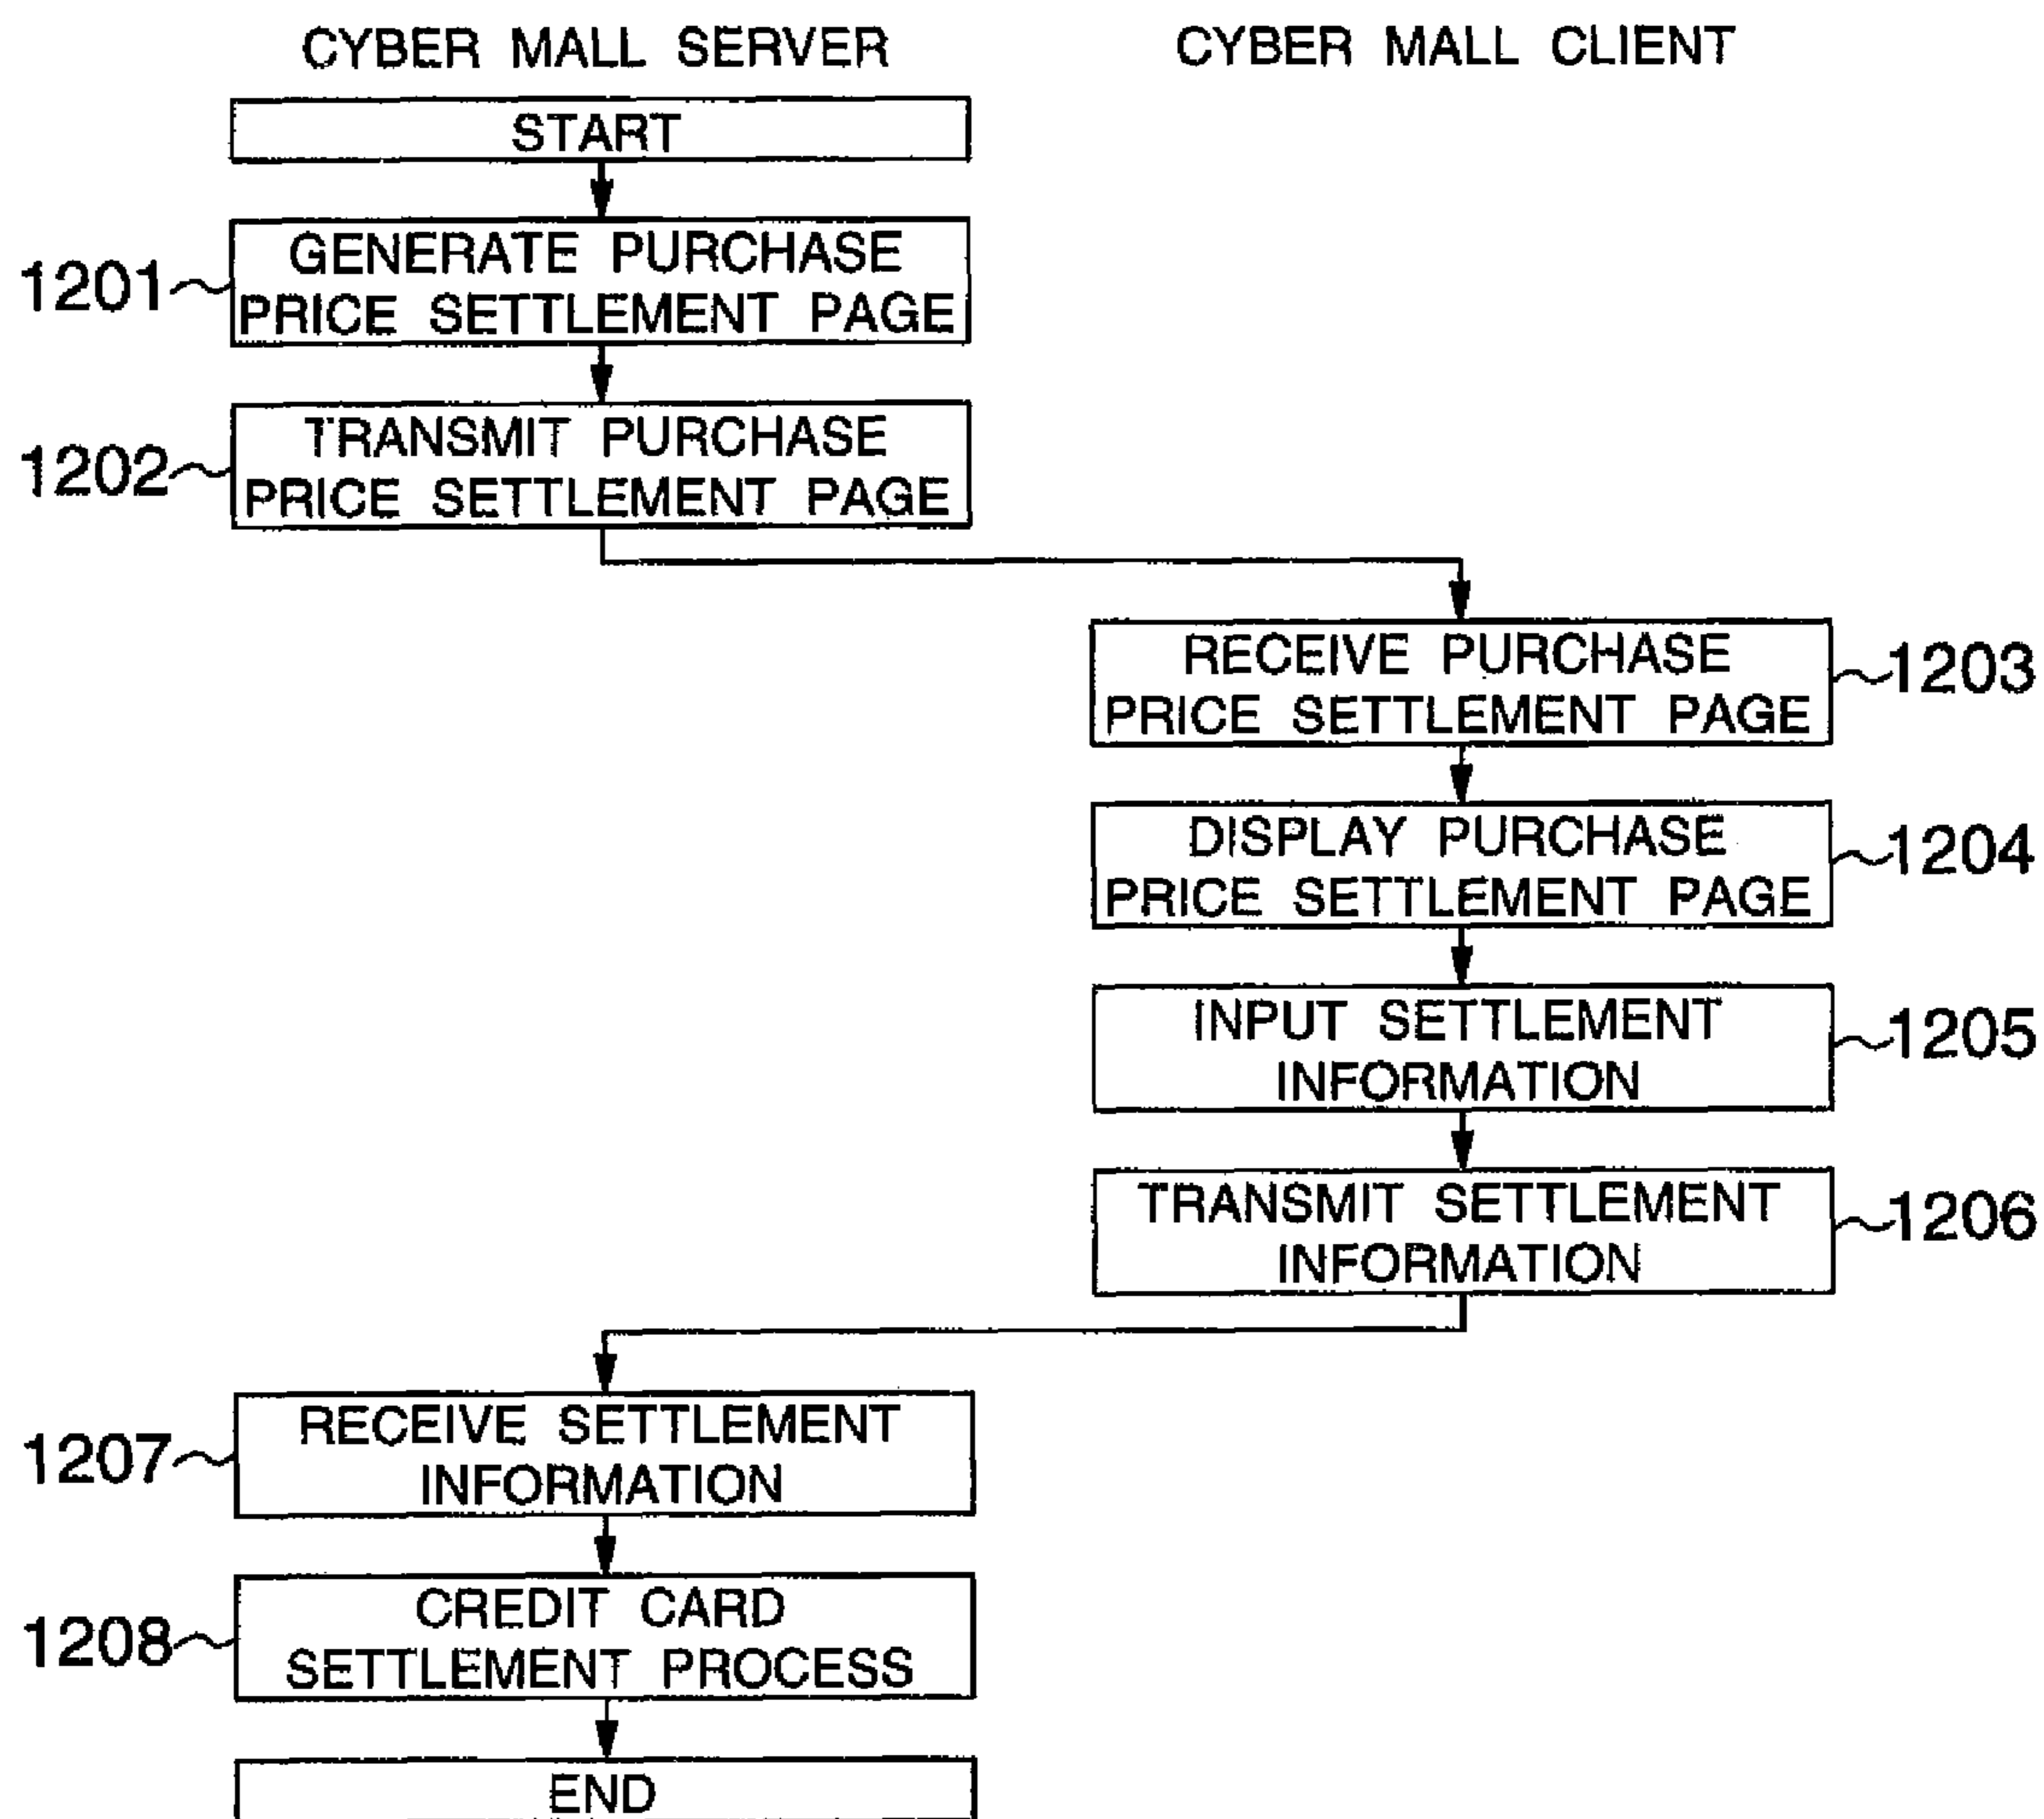 CYBER MALL SERVER
CYBER MALL CLIENT
START
GENERATE PURCHASE
PRICE SETTLEMENT PAGE
1201
TRANSMIT PURCHASE
PRICE SETTLEMENT PAGE
1202
RECEIVE PURCHASE
PRICE SETTLEMENT PAGE
1203
DISPLAY PURCHASE
PRICE SETTLEMENT PAGE
1204
INPUT SETTLEMENT
INFORMATION
1205
TRANSMIT SETTLEMENT
INFORMATION
1206
RECEIVE SETTLEMENT
INFORMATION
1207
CREDIT CARD
SETTLEMENT PROCESS
1208
END